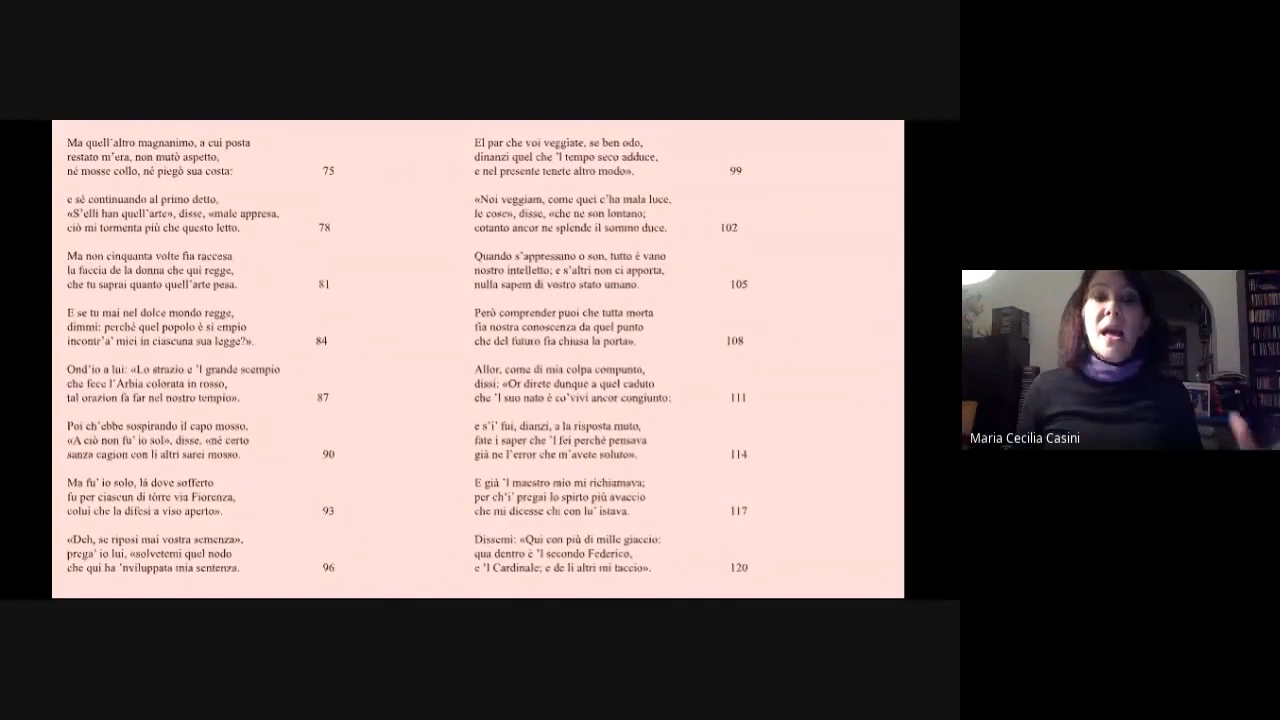 Ma quell'altro magnanimo, a cui posta
restato m'era, non mutò aspetto,
né mosse collo, né piegò sua costa:
75
e sé continuando al primo detto,
«S'elli han quell'arte», disse, «male appresa,
ciò mi tormenta più che questo letto.
78
Ma non cinquanta volte fia raccesa
la faccia de la donna che qui regge,
che tu saprai quanto quell'arte pesa.
81
E se tu mai nel dolce mondo regge,
dimmi: perché quel popolo è sì empio
incontr'a' miei in ciascuna sua legge?».
84
Ond'io a lui: «Lo strazio e 'l grande scempio
che fece l'Arbia colorata in rosso,
tal orazion fa far nel nostro tempio».
87
Poi ch'ebbe sospirando il capo mosso,
«A ciò non fu' io sol», disse, «né certo
sanza cagion con li altri sarei mosso.
90
Ma fu' io solo, là dove sofferto
fu per ciascun di tòrre via Fiorenza,
colui che la difesi a viso aperto».
93
«Deh, se riposi mai vostra semenza»,
prega' io lui, «solvetemi quel nodo
che qui ha 'nviluppata mia sentenza.
96
El par che voi veggiate, se ben odo,
dinanzi quel che 'l tempo seco adduce,
e nel presente tenete altro modo».
99
«Noi veggiam, come quei c'ha mala luce,
le cose», disse, «che ne son lontano;
cotanto ancor ne splende il sommo duce.
102
Quando s'appressano o son, tutto è vano
nostro intelletto; e s'altri non ci apporta,
nulla sapem di vostro stato umano.
105
Però comprender puoi che tutta morta
fia nostra conoscenza da quel punto
che del futuro fia chiusa la porta».
108
Allor, come di mia colpa compunto,
dissi: «Or direte dunque a quel caduto
che 'l suo nato è co'vivi ancor congiunto;
111
e s'i' fui, dianzi, a la risposta muto,
fate i saper che 'l fei perché pensava
già ne l'error che m'avete soluto».
114
E già 'l maestro mio mi richiamava;
per ch'i' pregai lo spirto più avaccio
che mi dicesse chi con lu' istava.
117
Dissemi: «Qui con più di mille giaccio:
qua dentro è 'l secondo Federico,
e 'l Cardinale; e de li altri mi taccio».
120
Maria Cecilia Casini